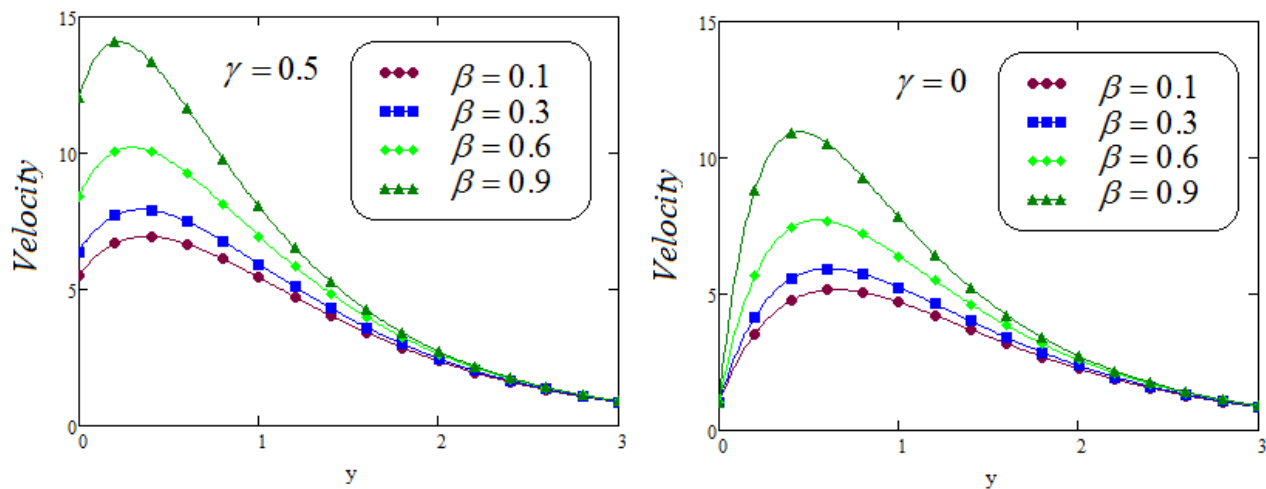 15
10
5
0
Velocity
γ = 0.5
β = 0.1
β = 0.3
β = 0.6
β = 0.9
0 1 2 3
y
15
10
5
0
Velocity
γ = 0
β = 0.1
β = 0.3
β = 0.6
β = 0.9
0 1 2 3
y